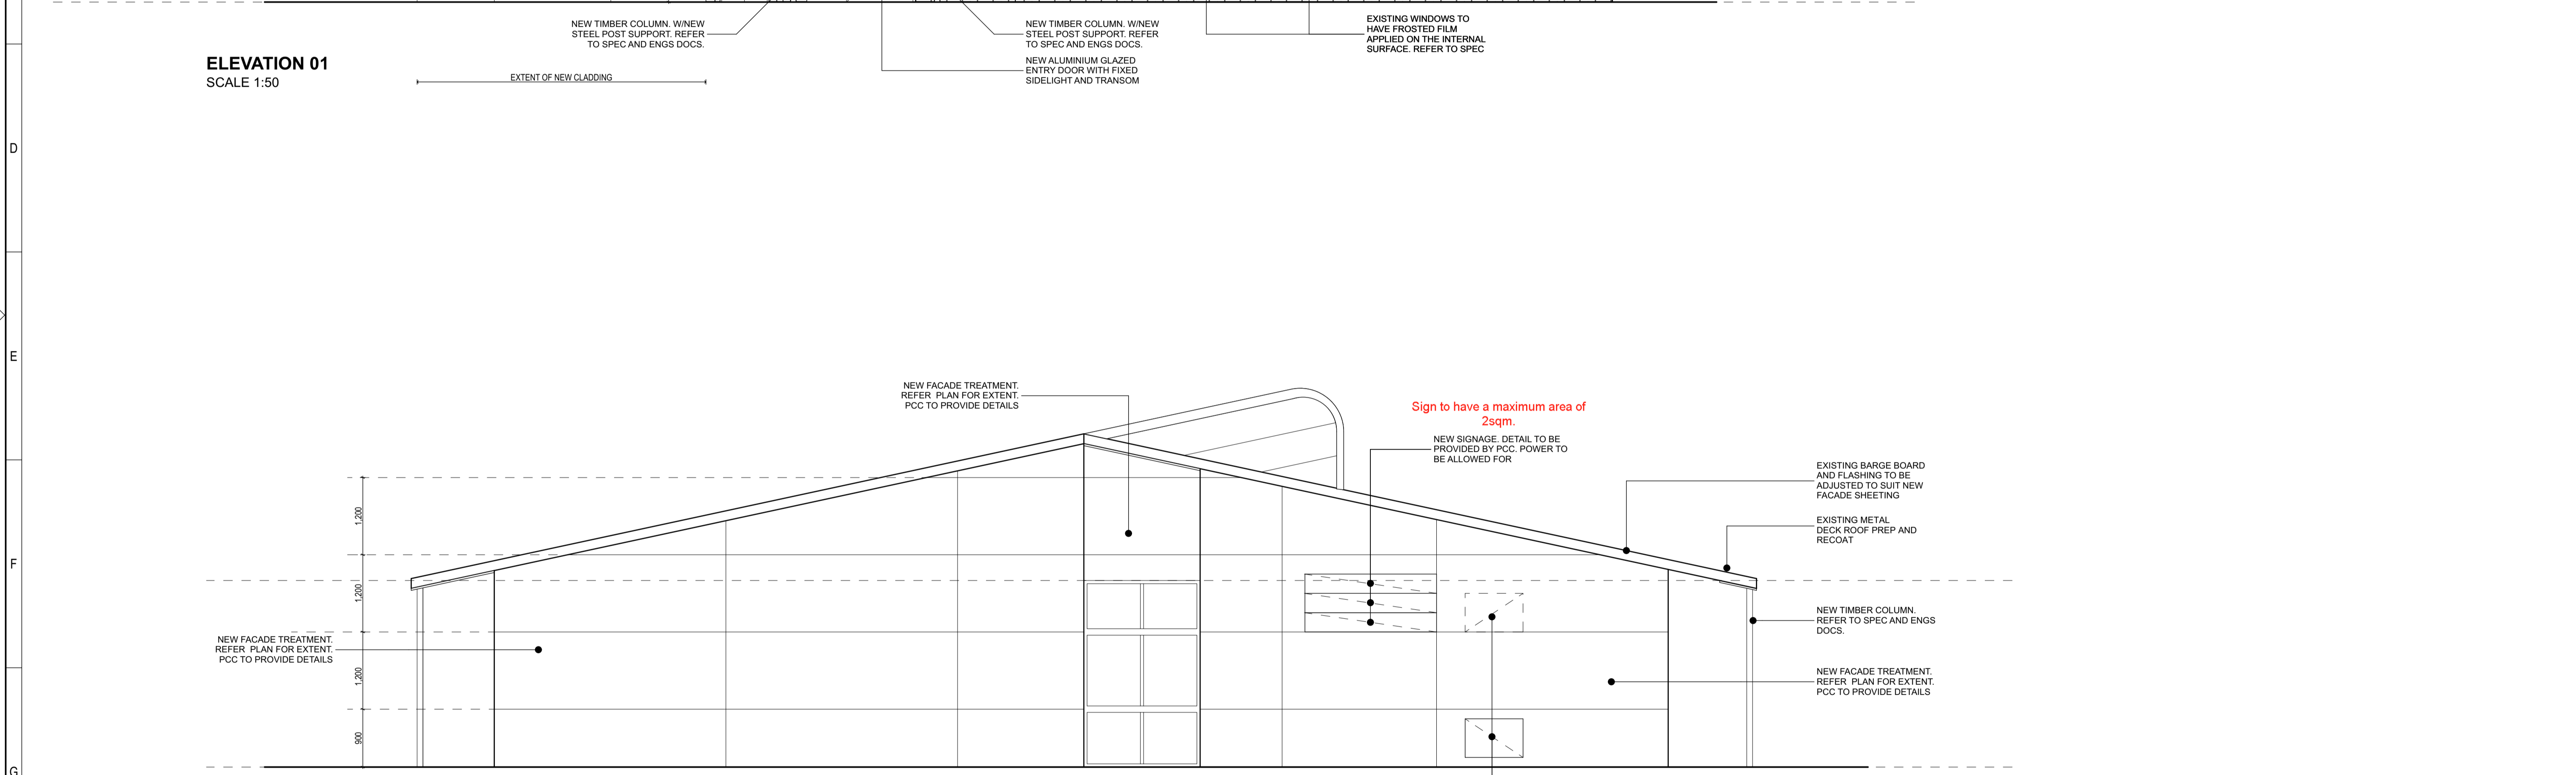 NEW TIMBER COLUMN. W/NEW
STEEL POST SUPPORT. REFER
TO SPEC AND ENGS DOCS.
NEW TIMBER COLUMN. W/NEW
STEEL POST SUPPORT. REFER
TO SPEC AND ENGS DOCS.
EXISTING WINDOWS TO
HAVE FROSTED FILM
APPLIED ON THE INTERNAL
SURFACE. REFER TO SPEC
NEW ALUMINIUM GLAZED
ENTRY DOOR WITH FIXED
SIDELIGHT AND TRANSOM
ELEVATION 01
SCALE 1:50
EXTENT OF NEW CLADDING
D
E
F
G
NEW FACADE TREATMENT.
REFER  PLAN FOR EXTENT.
PCC TO PROVIDE DETAILS
Sign to have a maximum area of
2sqm.
NEW SIGNAGE. DETAIL TO BE
PROVIDED BY PCC. POWER TO
BE ALLOWED FOR
EXISTING BARGE BOARD
AND FLASHING TO BE
ADJUSTED TO SUIT NEW
FACADE SHEETING
EXISTING METAL
DECK ROOF PREP AND
RECOAT
NEW TIMBER COLUMN.
REFER TO SPEC AND ENGS
DOCS.
NEW FACADE TREATMENT.
REFER  PLAN FOR EXTENT.
PCC TO PROVIDE DETAILS
NEW FACADE TREATMENT.
REFER  PLAN FOR EXTENT.
PCC TO PROVIDE DETAILS
1,200
1,200
1,200
900